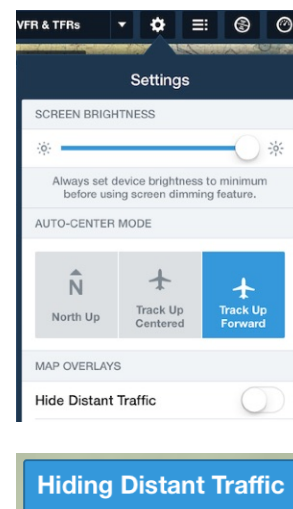 VFR & TFRs
Settings
SCREEN BRIGHTNESS
Always set device brightness to minimum
before using screen dimming feature.
AUTO-CENTER MODE
N
North Up
Track Up
Centered
Track Up
Forward
MAP OVERLAYS
Hide Distant Traffic
Hiding Distant Traffic